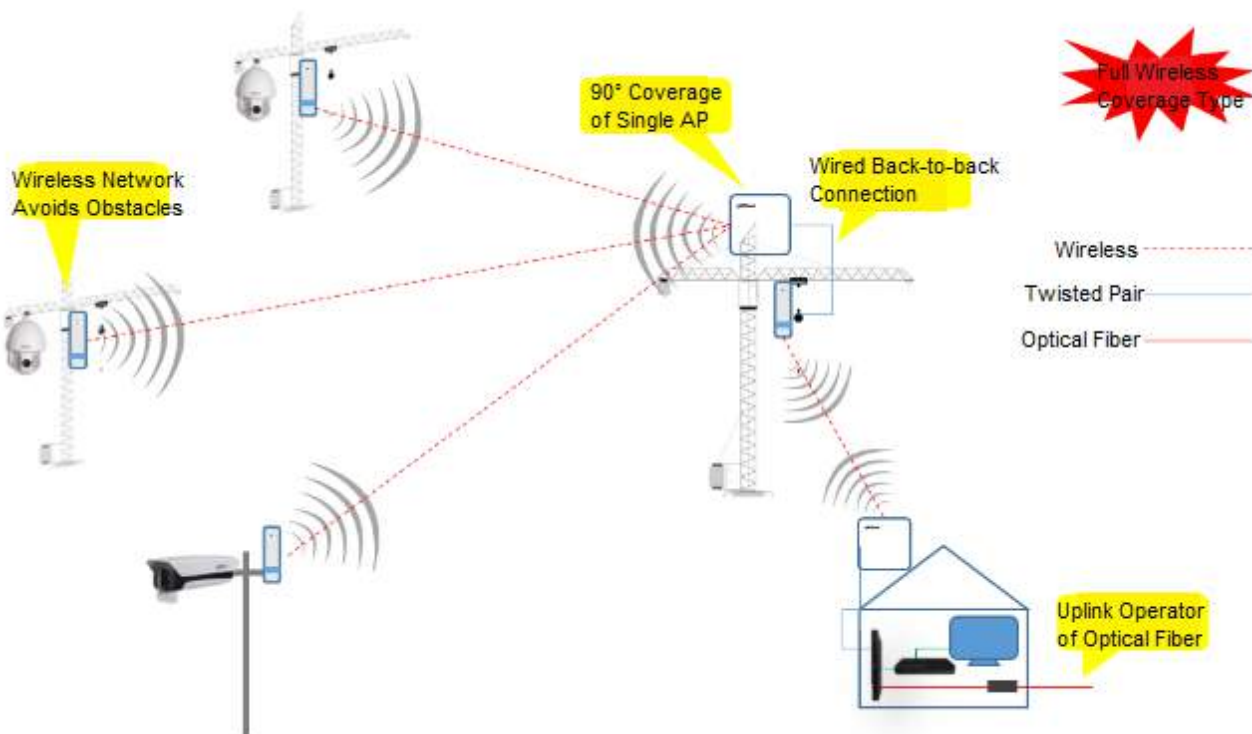 Full Wireless
Coverage Type
90° Coverage
of Single AP
Wired Back-to-back
Connection
Wireless Network
Avoids Obstacles
Wireless
Twisted Pair
Optical Fiber
Uplink Operator
of Optical Fiber